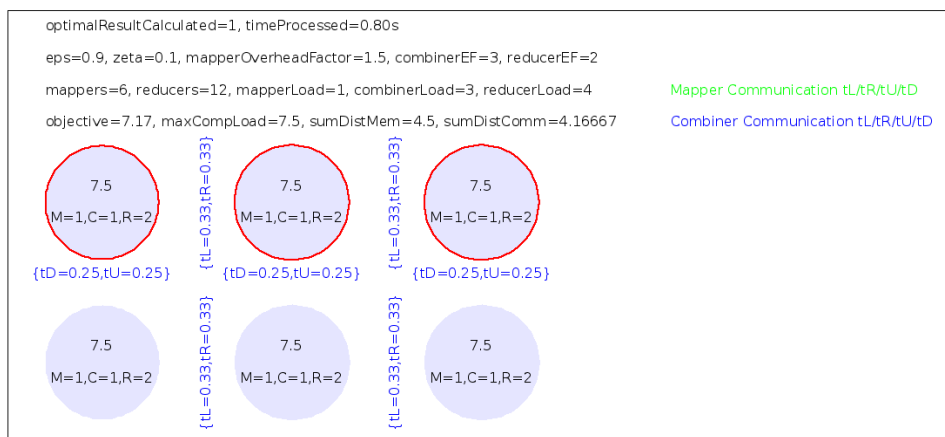 optimalResultCalculated=1, timeProcessed=0.80s
eps=0.9, zeta=0.1, mapperOverheadFactor=1.5, combinerEF=3, reducerEF=2
mappers=6, reducers=12, mapperLoad=1, combinerLoad=3, reducerLoad=4
Mapper Communication tL/tR/tU/tD
objective=7.17, maxCompLoad=7.5, sumDistMem=4.5, sumDistComm=4.16667
Combiner Communication tL/tR/tU/tD
7.5
M=1,C=1,R=2
{tL=0.33,tR=0.33}
7.5
M=1,C=1,R=2
{tL=0.33,tR=0.33}
7.5
M=1,C=1,R=2
{tD=0.25,tU=0.25}
{tD=0.25,tU=0.25}
{tD=0.25,tU=0.25}
7.5
M=1,C=1,R=2
{tL=0.33,tR=0.33}
7.5
M=1,C=1,R=2
{tL=0.33,tR=0.33}
7.5
M=1,C=1,R=2